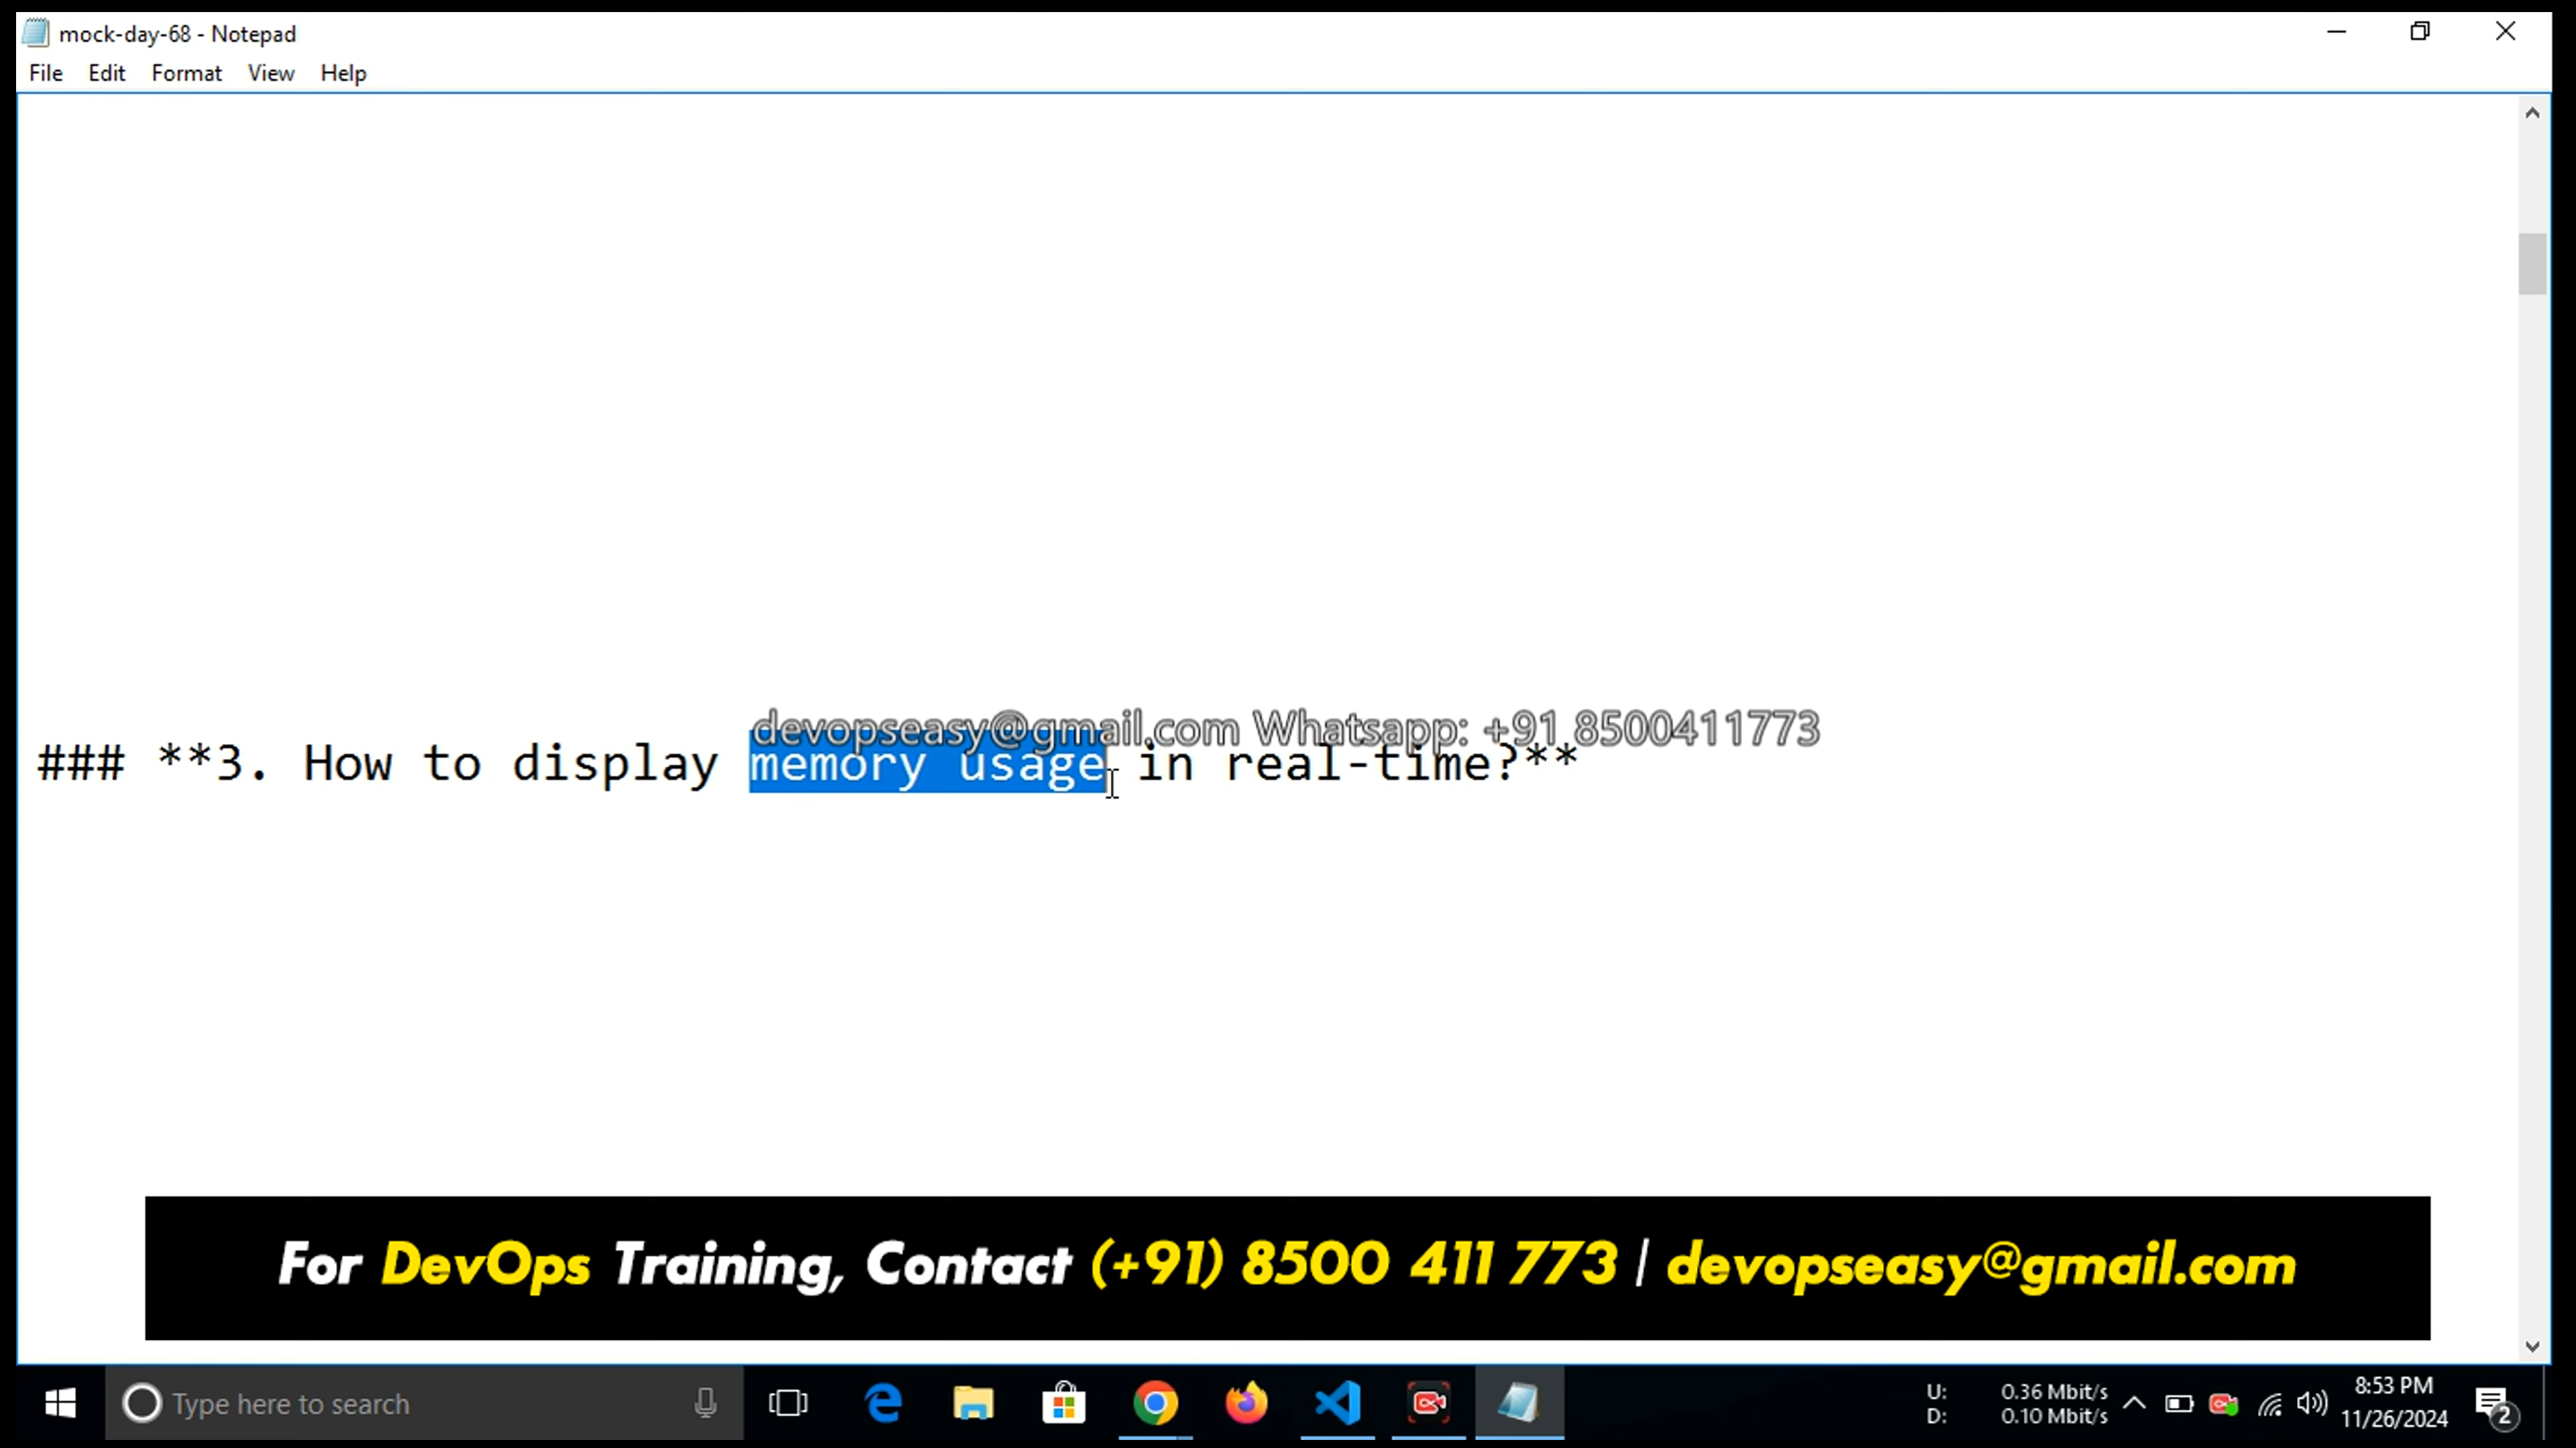 mock-day-68 - Notepad
File Edit Format View Help
devopseasy@gmail.com Whatsapp: +91 8500411773
### **3. How to display memory usage in real-time?**
For DevOps Training, Contact (+91) 8500 411 773 | devopseasy@gmail.com
Type here to search
U: 0.36 Mbit/s
D: 0.10 Mbit/s
8:53 PM
11/26/2024
2